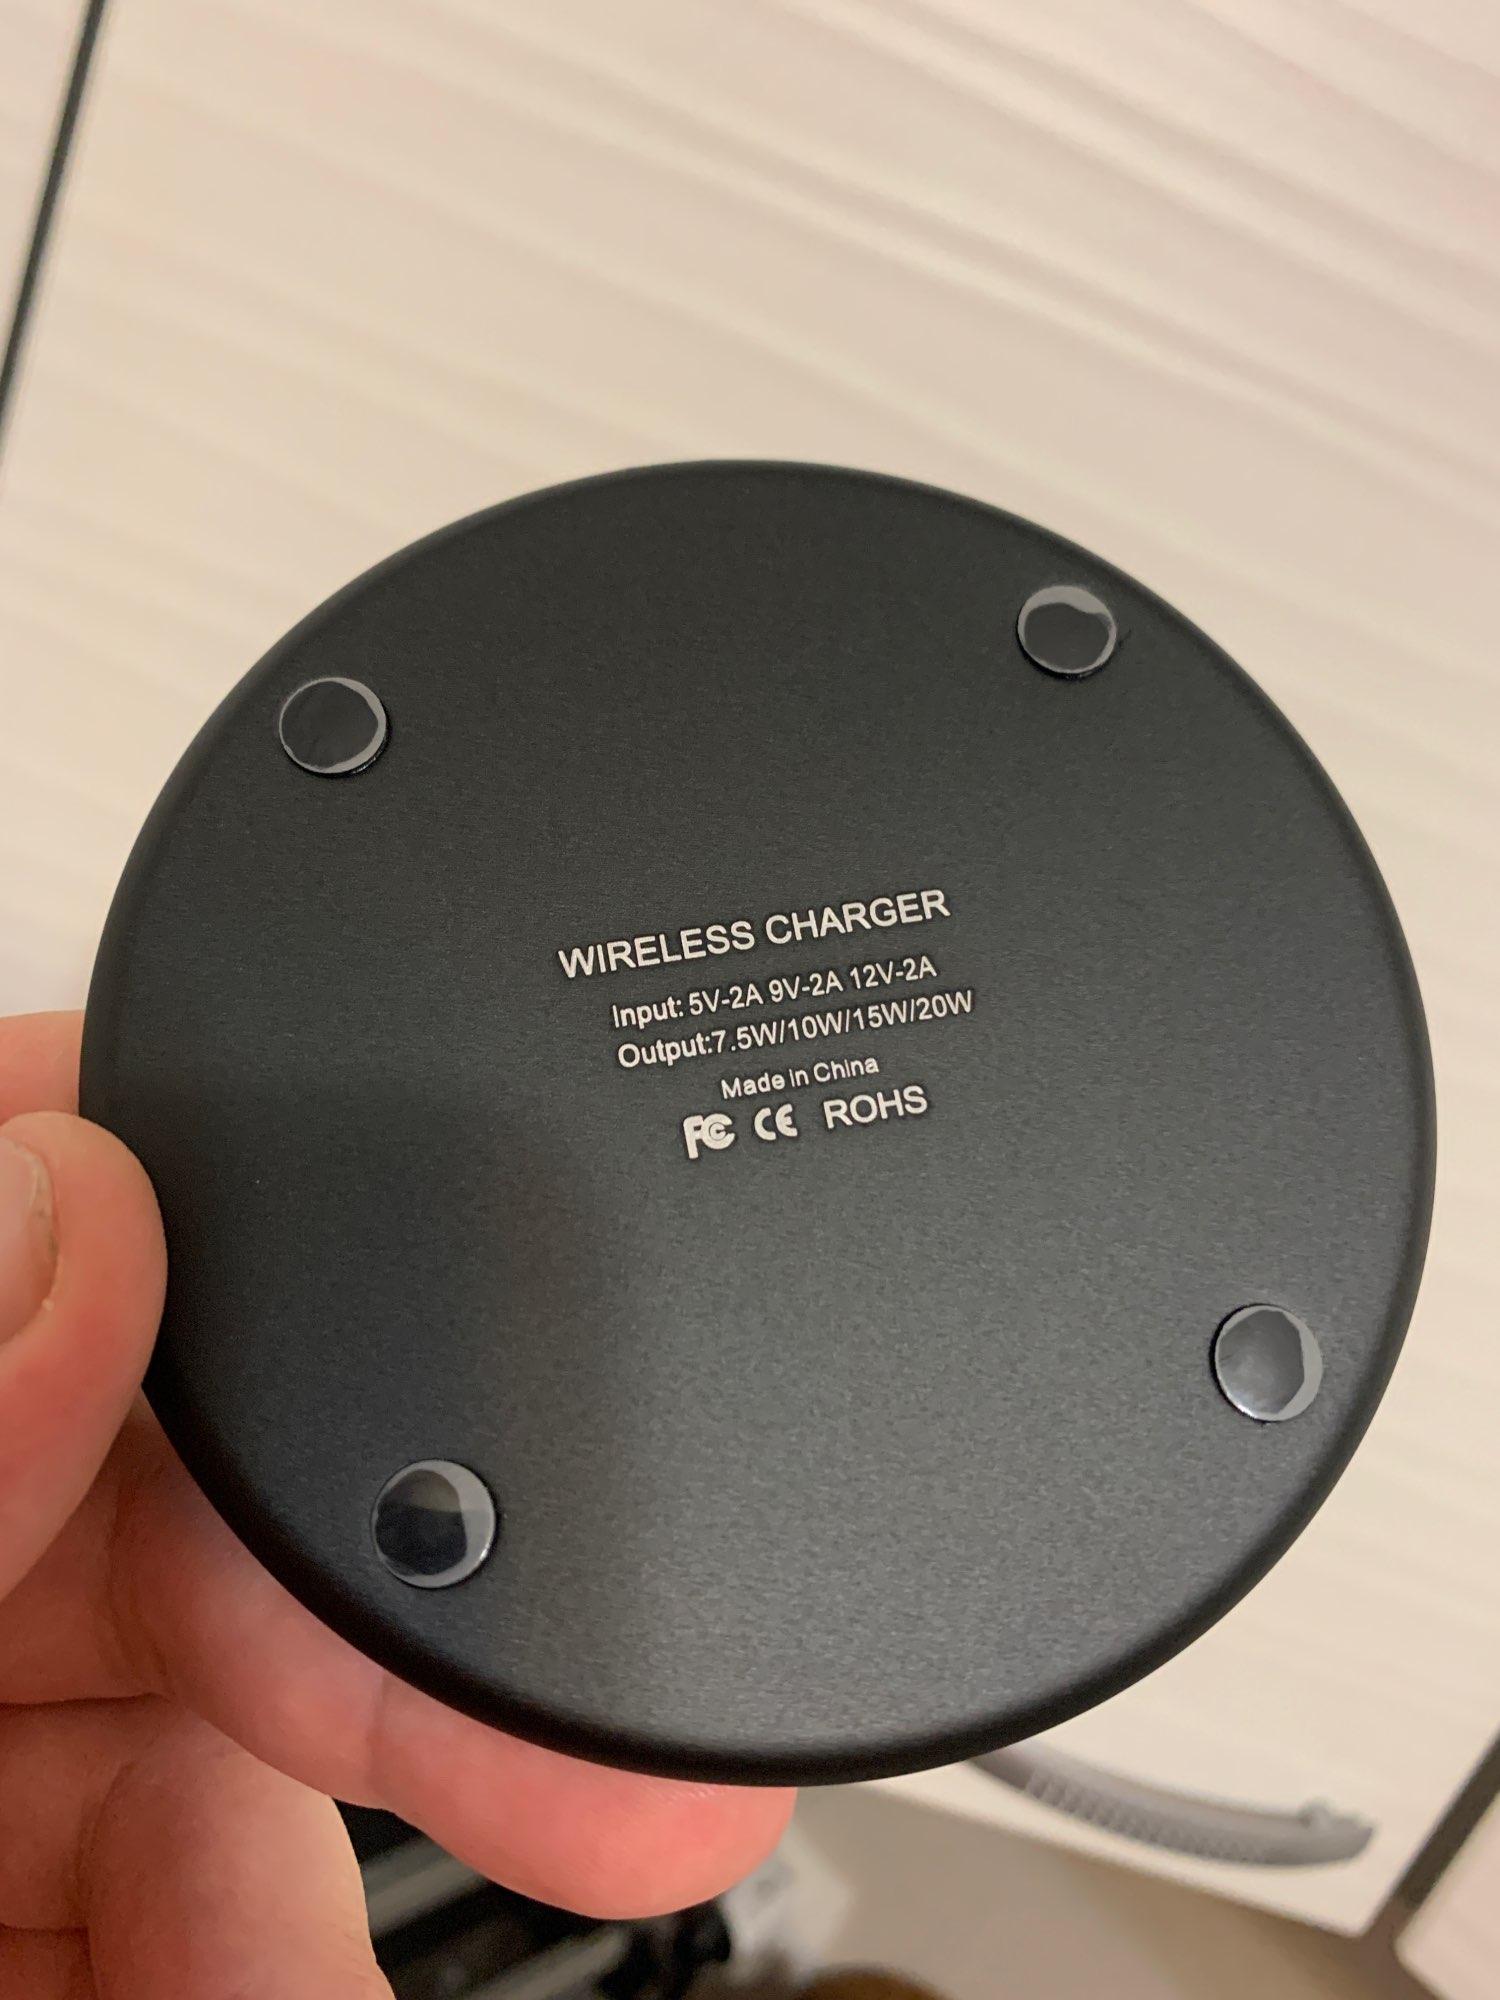 WIRELESS CHARGER
Input: 5V-2A 9V-2A 12V-2A
Output:7.5W/10W/15W/20W
Made in China
FC CE ROHS